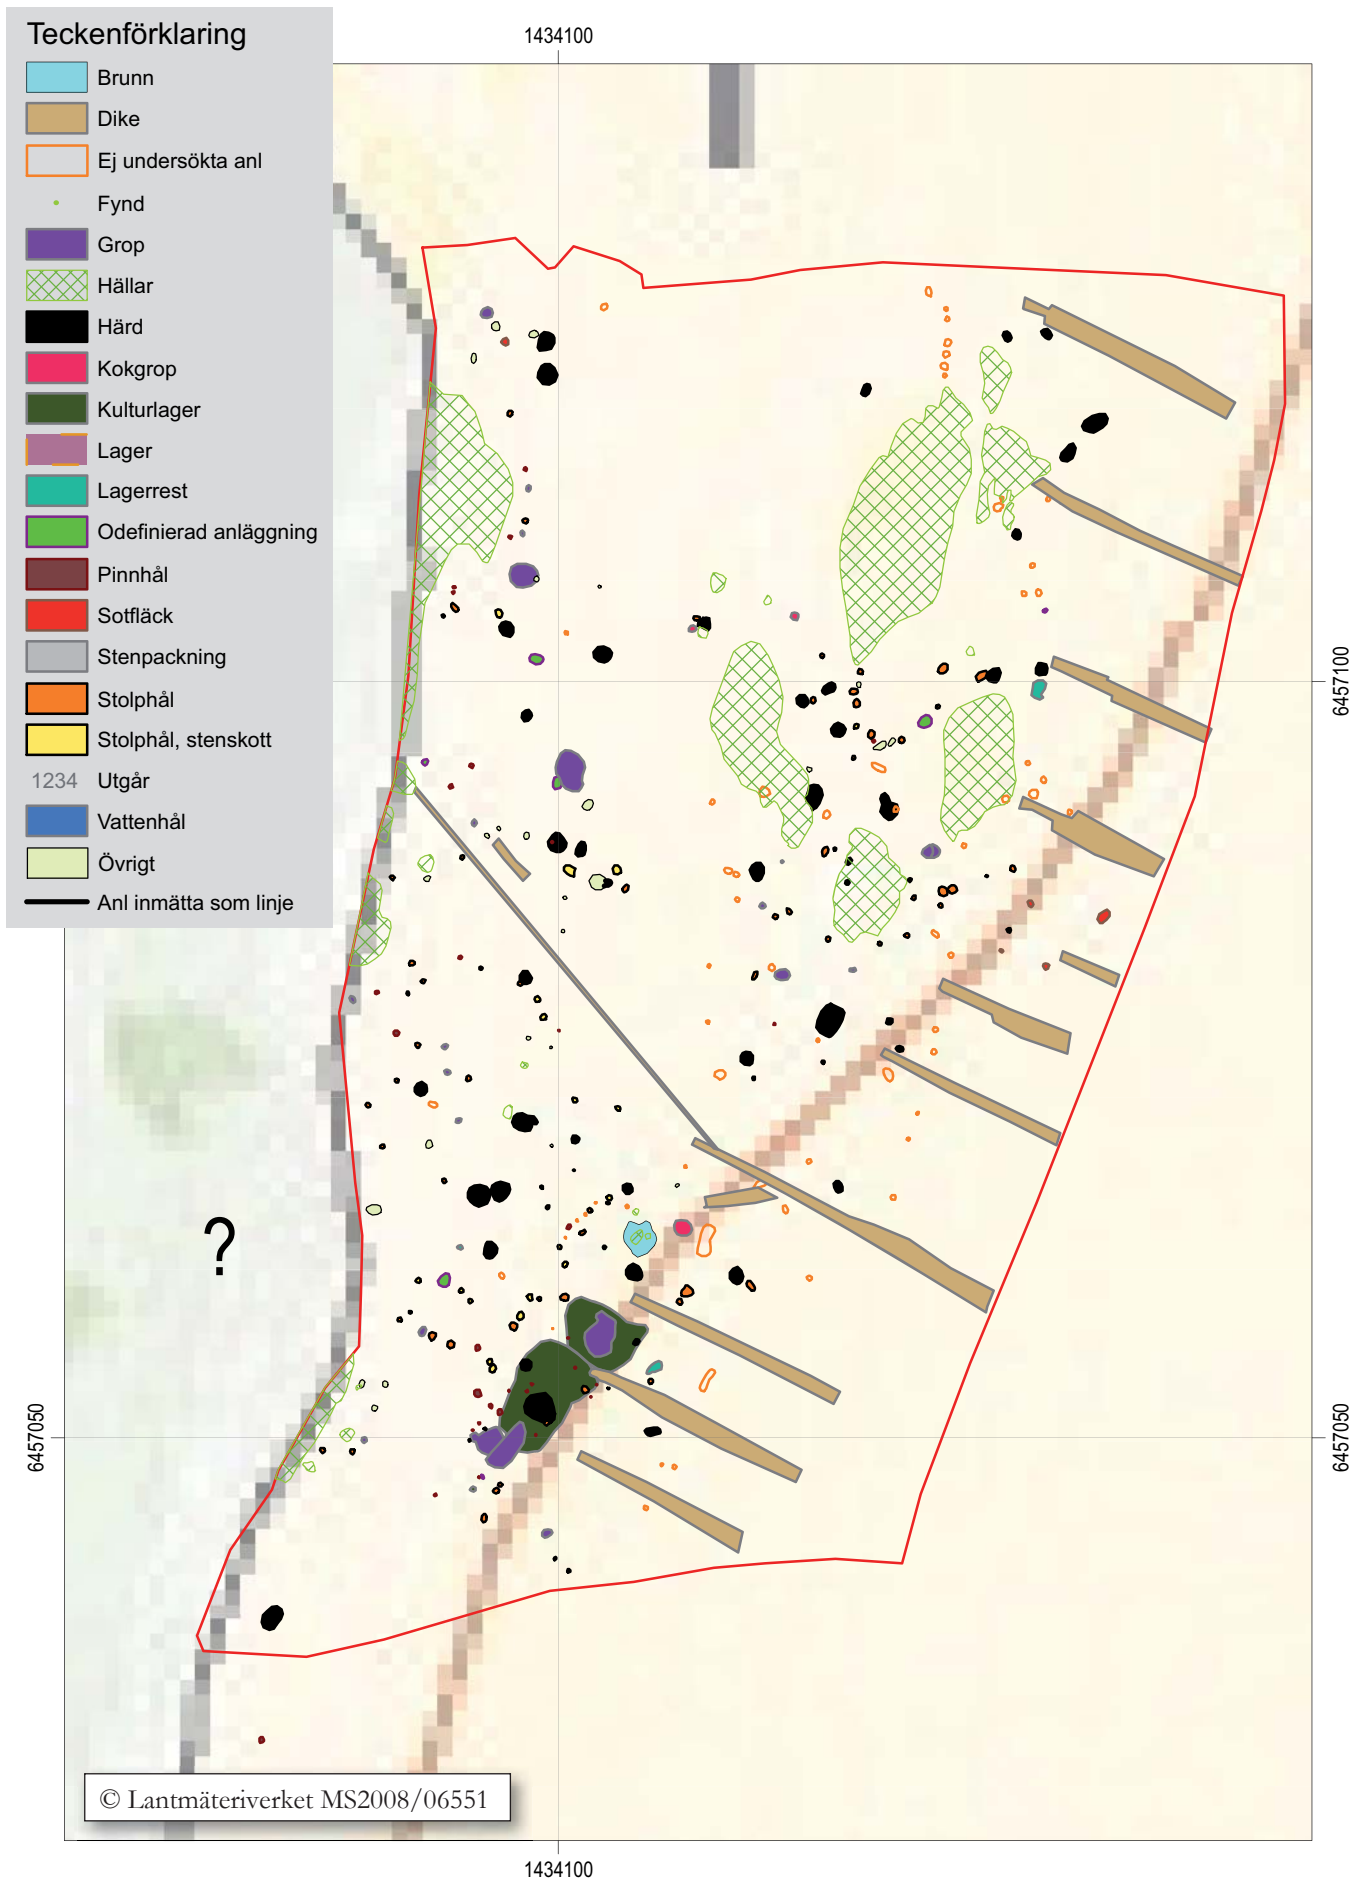 Teckenförklaring
Brunn
Dike
Ej undersökta anl
Fynd
Grop
Hällar
Härd
Kokgrop
Kulturlager
Lager
Lagerrest
Odefinierad anläggning
Pinnhål
Sotfläck
Stenpackning
Stolphål
Stolphål, stenskott
1234 Utgår
Vattenhål
Övrigt
Anl inmätta som linje
1434100
6457100
?
6457050
6457050
© Lantmäteriverket MS2008/06551
1434100